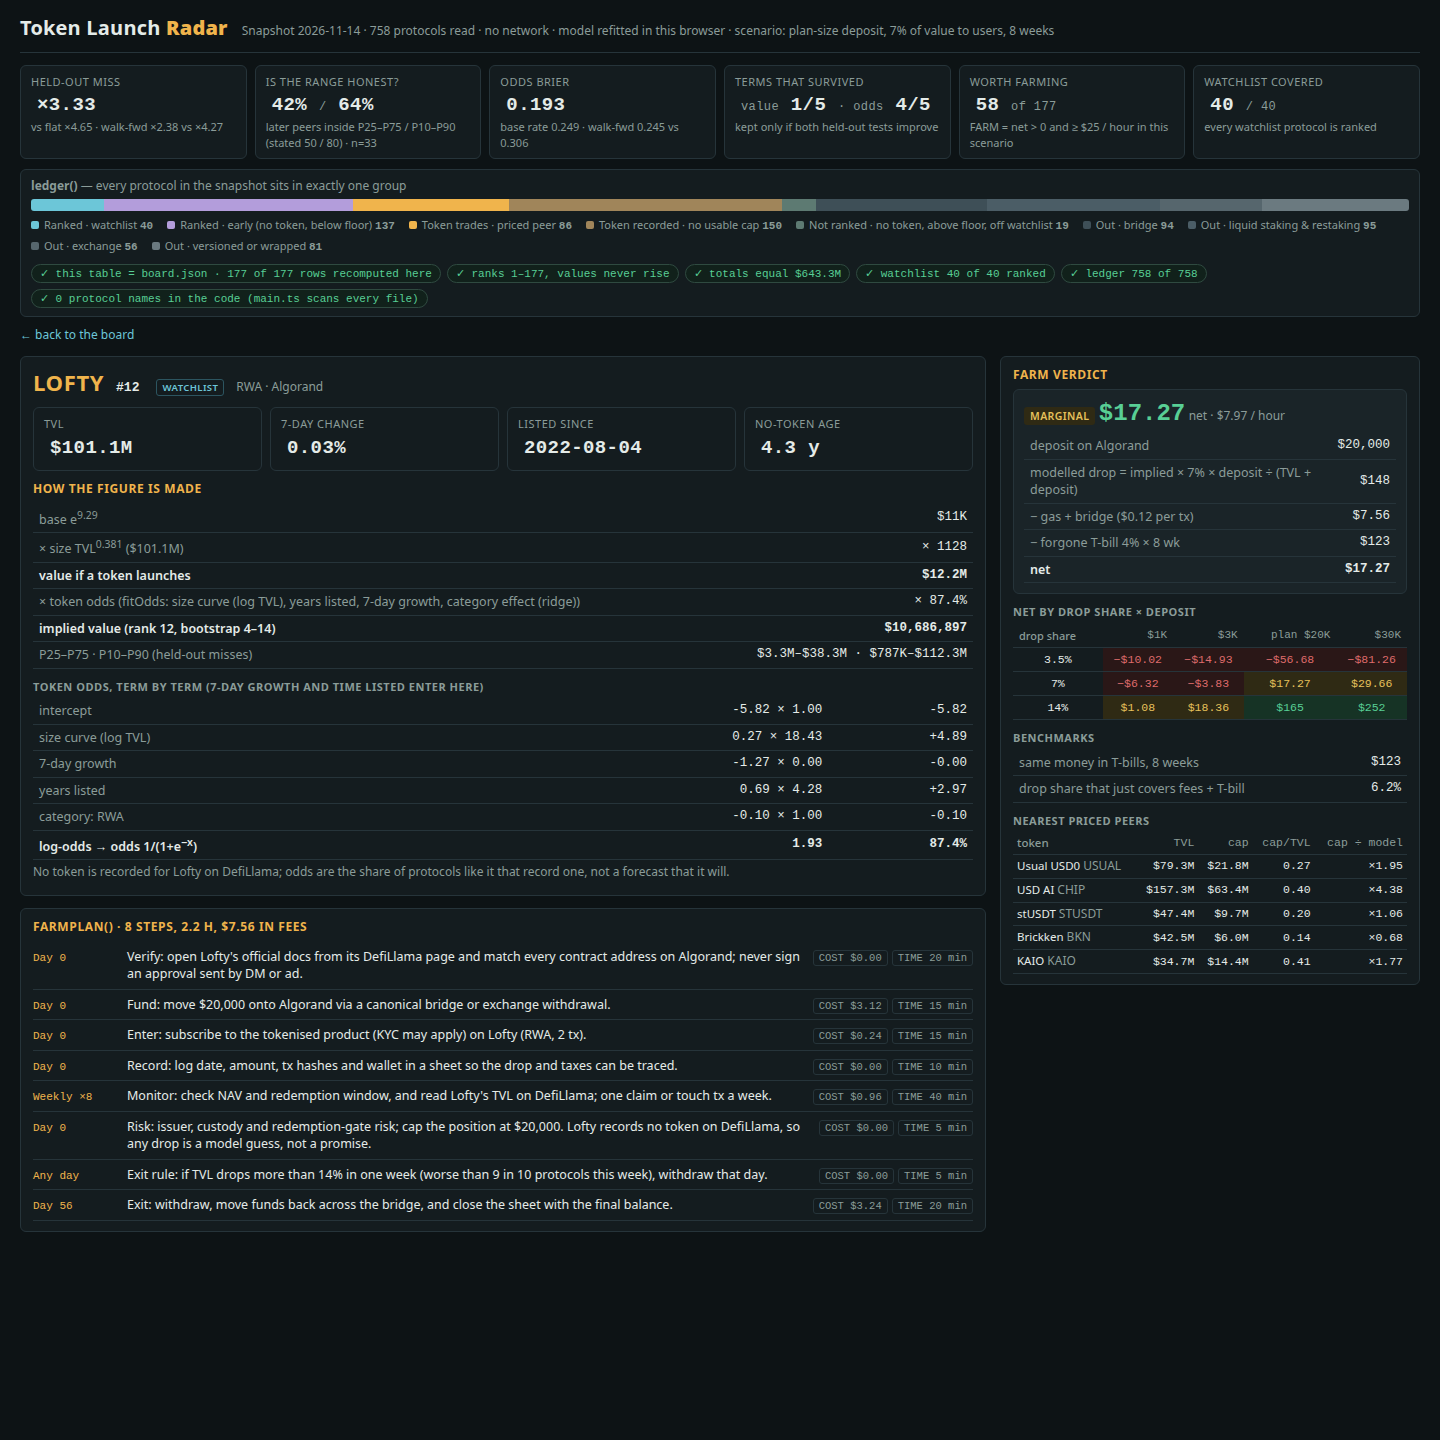 Token Launch Radar Snapshot 2026-11-14 · 758 protocols read · no network · model refitted in this browser · scenario: plan-size deposit, 7% of value to users, 8 weeks
HELD-OUT MISS
×3.33
vs flat ×4.65 · walk-fwd ×2.38 vs ×4.27
IS THE RANGE HONEST?
42% / 64%
later peers inside P25–P75 / P10–P90
(stated 50 / 80) · n=33
ODDS BRIER
0.193
base rate 0.249 · walk-fwd 0.245 vs
0.306
TERMS THAT SURVIVED
value 1/5 · odds 4/5
kept only if both held-out tests improve
WORTH FARMING
58 of 177
FARM = net > 0 and ≥ $25 / hour in this
scenario
WATCHLIST COVERED
40 / 40
every watchlist protocol is ranked
ledger() — every protocol in the snapshot sits in exactly one group
Ranked · watchlist 40 Ranked · early (no token, below floor) 137 Token trades · priced peer 86 Token recorded · no usable cap 150 Not ranked · no token, above floor, off watchlist 19 Out · bridge 94 Out · liquid staking & restaking 95
Out · exchange 56 Out · versioned or wrapped 81
✓ this table = board.json · 177 of 177 rows recomputed here ✓ ranks 1–177, values never rise ✓ totals equal $643.3M ✓ watchlist 40 of 40 ranked ✓ ledger 758 of 758
✓ 0 protocol names in the code (main.ts scans every file)
← back to the board
LOFTY #12 WATCHLIST RWA · Algorand
TVL
$101.1M
7-DAY CHANGE
0.03%
LISTED SINCE
2022-08-04
NO-TOKEN AGE
4.3 y
HOW THE FIGURE IS MADE
base e9.29 $11K
× size TVL0.381 ($101.1M) × 1128
value if a token launches $12.2M
× token odds (fitOdds: size curve (log TVL), years listed, 7-day growth, category effect (ridge)) × 87.4%
implied value (rank 12, bootstrap 4–14) $10,686,897
P25–P75 · P10–P90 (held-out misses) $3.3M–$38.3M · $787K–$112.3M
TOKEN ODDS, TERM BY TERM (7-DAY GROWTH AND TIME LISTED ENTER HERE)
intercept -5.82 × 1.00 -5.82
size curve (log TVL) 0.27 × 18.43 +4.89
7-day growth -1.27 × 0.00 -0.00
years listed 0.69 × 4.28 +2.97
category: RWA -0.10 × 1.00 -0.10
log-odds → odds 1/(1+e−x) 1.93 87.4%
No token is recorded for Lofty on DefiLlama; odds are the share of protocols like it that record one, not a forecast that it will.
FARMPLAN() · 8 STEPS, 2.2 H, $7.56 IN FEES
Day 0 Verify: open Lofty's official docs from its DefiLlama page and match every contract address on Algorand; never sign COST $0.00 TIME 20 min
an approval sent by DM or ad.
Day 0 Fund: move $20,000 onto Algorand via a canonical bridge or exchange withdrawal. COST $3.12 TIME 15 min
Day 0 Enter: subscribe to the tokenised product (KYC may apply) on Lofty (RWA, 2 tx). COST $0.24 TIME 15 min
Day 0 Record: log date, amount, tx hashes and wallet in a sheet so the drop and taxes can be traced. COST $0.00 TIME 10 min
Weekly ×8 Monitor: check NAV and redemption window, and read Lofty's TVL on DefiLlama; one claim or touch tx a week. COST $0.96 TIME 40 min
Day 0 Risk: issuer, custody and redemption-gate risk; cap the position at $20,000. Lofty records no token on DefiLlama, so COST $0.00 TIME 5 min
any drop is a model guess, not a promise.
Any day Exit rule: if TVL drops more than 14% in one week (worse than 9 in 10 protocols this week), withdraw that day. COST $0.00 TIME 5 min
Day 56 Exit: withdraw, move funds back across the bridge, and close the sheet with the final balance. COST $3.24 TIME 20 min
FARM VERDICT
MARGINAL $17.27 net · $7.97 / hour
deposit on Algorand $20,000
modelled drop = implied × 7% × deposit ÷ (TVL + $148
deposit)
− gas + bridge ($0.12 per tx) $7.56
− forgone T-bill 4% × 8 wk $123
net $17.27
NET BY DROP SHARE × DEPOSIT
drop share $1K $3K plan $20K $30K
3.5% −$10.02 −$14.93 −$56.68 −$81.26
7% −$6.32 −$3.83 $17.27 $29.66
14% $1.08 $18.36 $165 $252
BENCHMARKS
same money in T-bills, 8 weeks $123
drop share that just covers fees + T-bill 6.2%
NEAREST PRICED PEERS
token TVL cap cap/TVL cap ÷ model
Usual USD0 USUAL $79.3M $21.8M 0.27 ×1.95
USD AI CHIP $157.3M $63.4M 0.40 ×4.38
stUSDT STUSDT $47.4M $9.7M 0.20 ×1.06
Brickken BKN $42.5M $6.0M 0.14 ×0.68
KAIO KAIO $34.7M $14.4M 0.41 ×1.77